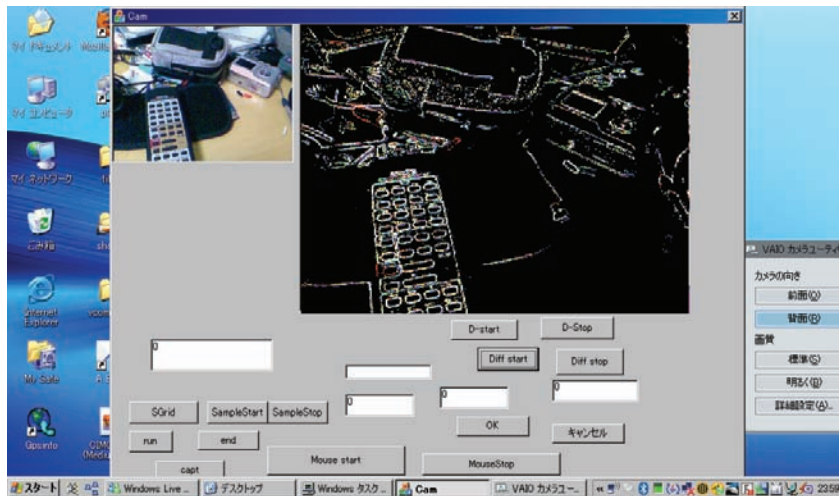 Cam
マイ ドキュメント
マイ コンピュータ
マイ ネットワーク
ごみ箱
Internet
Explorer
My Safe
Gpsinfo
D-start
D-Stop
Diff start
Diff stop
0
0
0
0
SGrid
SampleStart
SampleStop
run
end
OK
キャンセル
capt
Mouse start
MouseStop
VAIO カメラユーティ
カメラの向き
前面(Q)
背面(R)
画質
標準(S)
明るく(B)
詳細設定(A)...
スタート
Windows Live ...
デスクトップ
Windows タスク...
Cam
VAIO カメラユー...
23:59